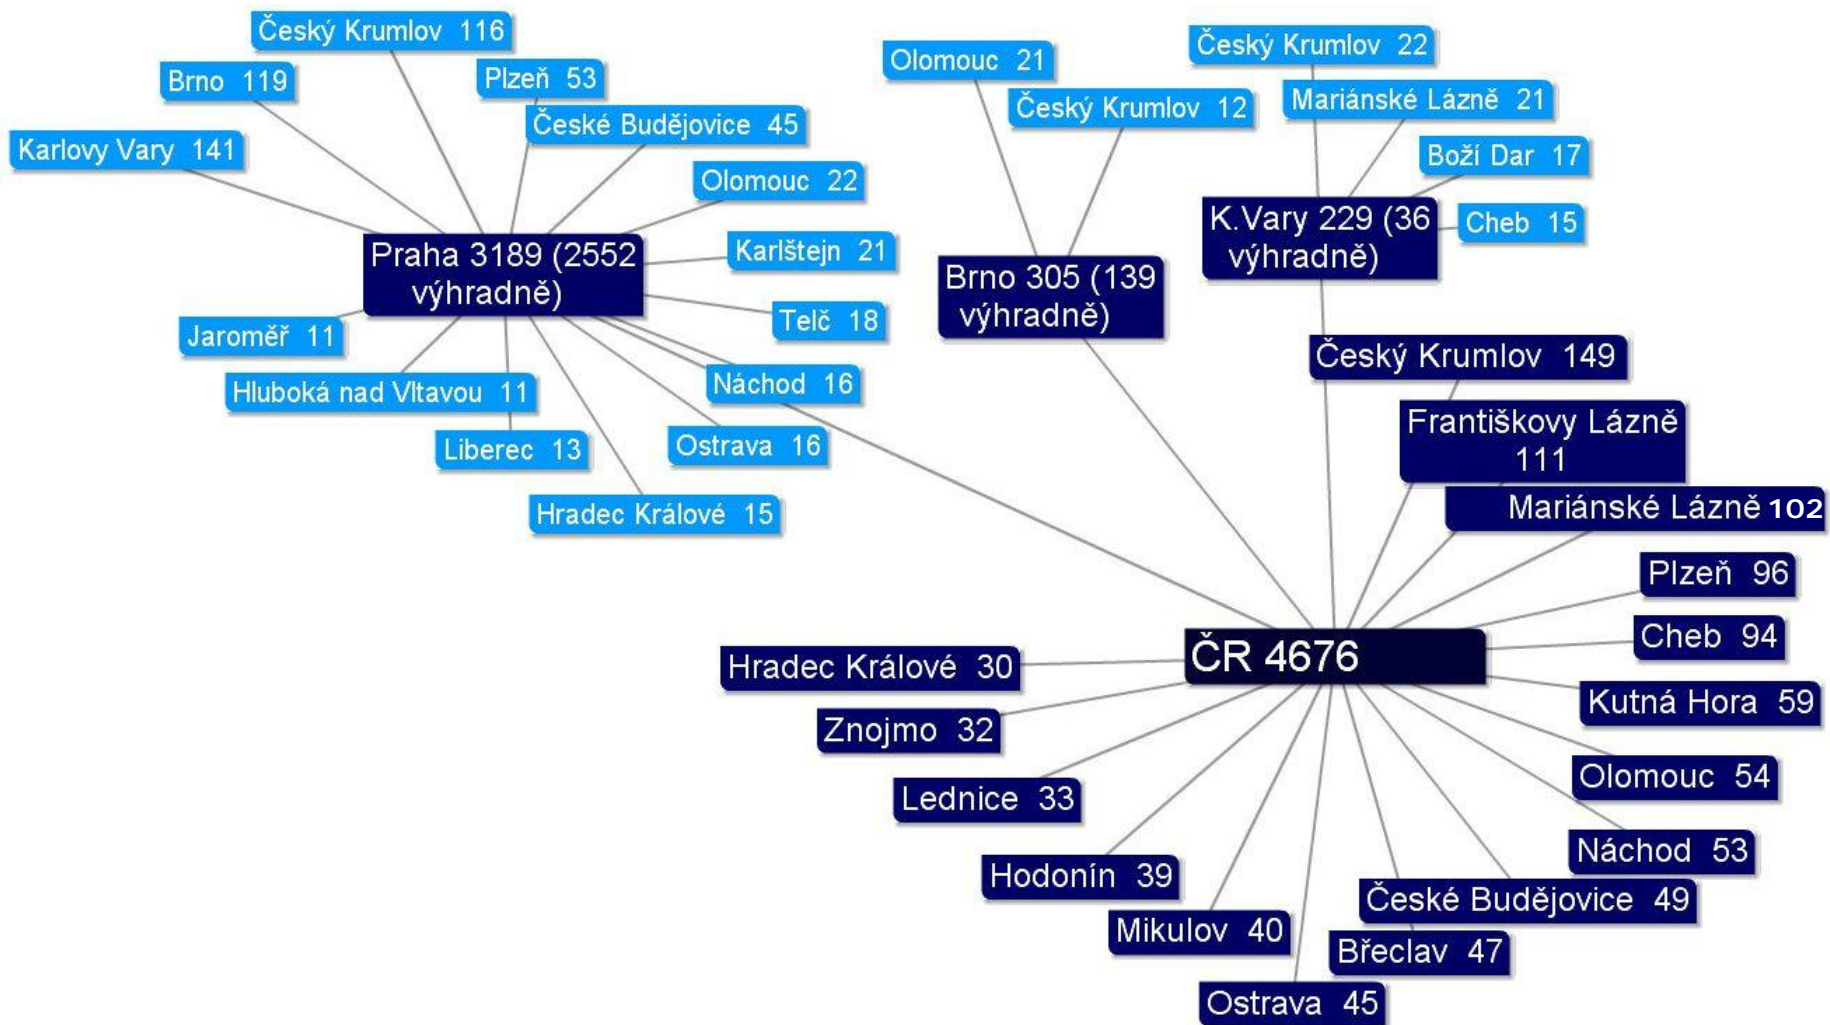 Český Krumlov 116
Olomouc 21
Český Krumlov 22
Brno 119
Plzeň 53
Český Krumlov 12
Mariánské Lázně 21
České Budějovice 45
Karlovy Vary 141
Boží Dar 17
Olomouc 22
K.Vary 229 (36
výhradně)
Cheb 15
Praha 3189 (2552
výhradně)
Karlštejn 21
Brno 305 (139
výhradně)
Telč 18
Jaroměř 11
Český Krumlov 149
Náchod 16
Hluboká nad Vltavou 11
Františkovy Lázně
111
Liberec 13
Ostrava 16
Hradec Králové 15
Mariánské Lázně 102
Plzeň 96
Cheb 94
ČR 4676
Hradec Králové 30
Kutná Hora 59
Znojmo 32
Olomouc 54
Lednice 33
Náchod 53
Hodonín 39
České Budějovice 49
Mikulov 40
Břeclav 47
Ostrava 45